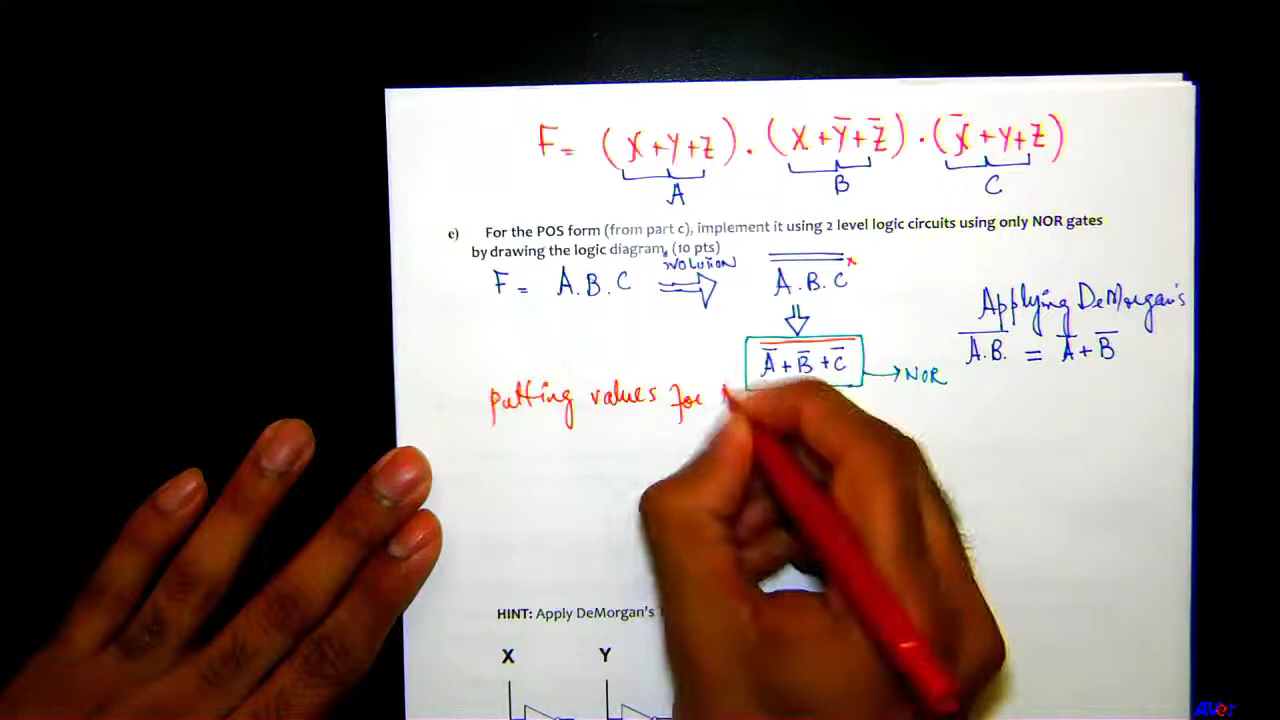 F = (X+Y+Z) . (X+Y̅+Z̅) . (X̅+Y+Z)
A B C
e) For the POS form (from part c), implement it using 2 level logic circuits using only NOR gates
by drawing the logic diagram. (10 pts)
F = A.B.C ⇒ A̿.̿B̿.̿C̿
Applying DeMorgan's
A̅.̅B̅.̅ = A̅+B̅
A̅+B̅+C̅ → NOR
putting values for
HINT: Apply DeMorgan's
X Y